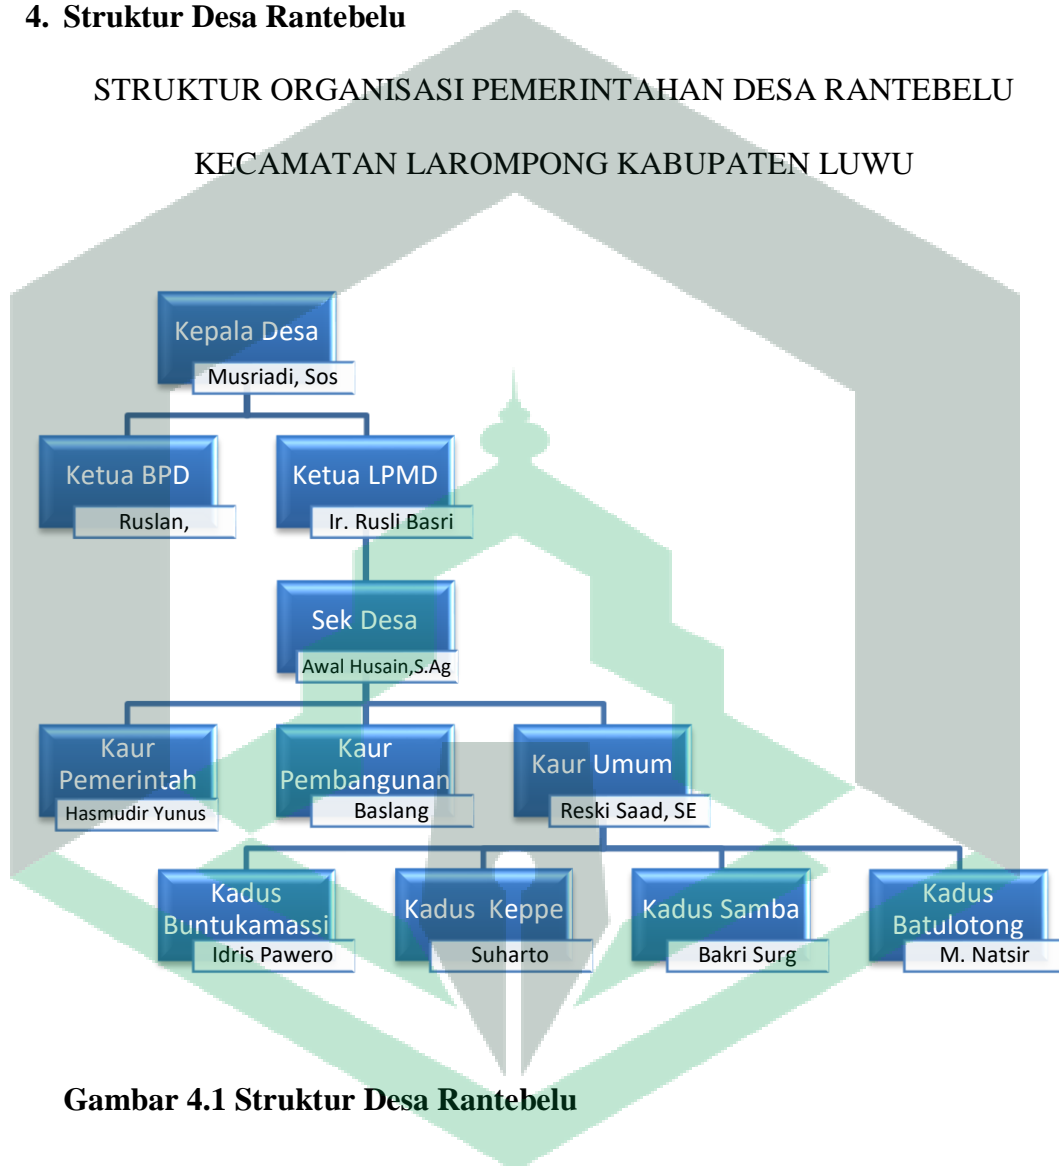 4. Struktur Desa Rantebelu
STRUKTUR ORGANISASI PEMERINTAHAN DESA RANTEBELU
KECAMATAN LAROMPONG KABUPATEN LUWU
Kepala Desa
Musriadi, Sos
Ketua BPD
Ruslan,
Ketua LPMD
Ir. Rusli Basri
Sek Desa
Awal Husain,S.Ag
Kaur
Pemerintah
Hasmudir Yunus
Kaur
Pembangunan
Baslang
Kaur Umum
Reski Saad, SE
Kadus
Buntukamassi
Idris Pawero
Kadus Keppe
Suharto
Kadus Samba
Bakri Surg
Kadus
Batulotong
M. Natsir
Gambar 4.1 Struktur Desa Rantebelu